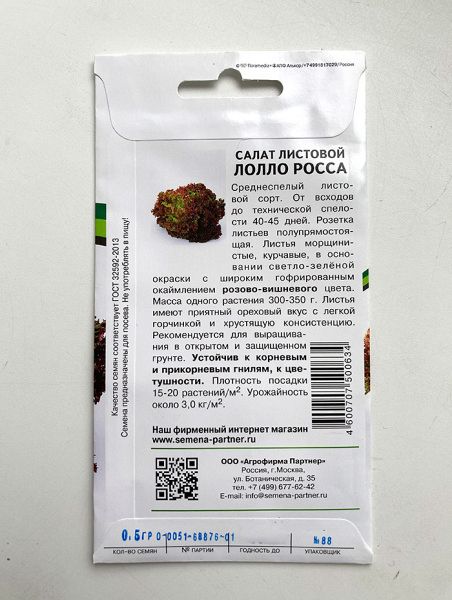 САЛАТ ЛИСТОВОЙ
ЛОЛЛО РОССА
Среднеспелый листо-
вой сорт. От всходов
до технической спело-
сти 40-45 дней. Розетка
листьев полупрямостоя-
щая. Листья морщини-
стые, курчавые, в осно-
вании светло-зелёной
окраски с широким гофрированным
окаймлением розово-вишневого цвета.
Масса одного растения 300-350 г. Листья
имеют приятный ореховый вкус с легкой
горчинкой и хрустящую консистенцию.
Рекомендуется для выращива-
ния в открытом и защищенном
грунте. Устойчив к корневым
и прикорневым гнилям, к цве-
тушности. Плотность посадки
15-20 растений/м². Урожайность
около 3,0 кг/м².
4600707500634
Качество семян соответствует ГОСТ 32592-2013
Семена предназначены для посева. Не употреблять в пищу!
Наш фирменный интернет магазин
www.semena-partner.ru
ООО «Агрофирма Партнер»
Россия, г.Москва,
ул. Ботаническая, д. 35
тел. +7 (499) 677-62-42
E-mail: info@semena-partner.ru
0.5ГР 0-0051-68876-01 №88
КОЛ-ВО СЕМЯН № ПАРТИИ ГОДНОСТЬ ДО УПАКОВЩИК